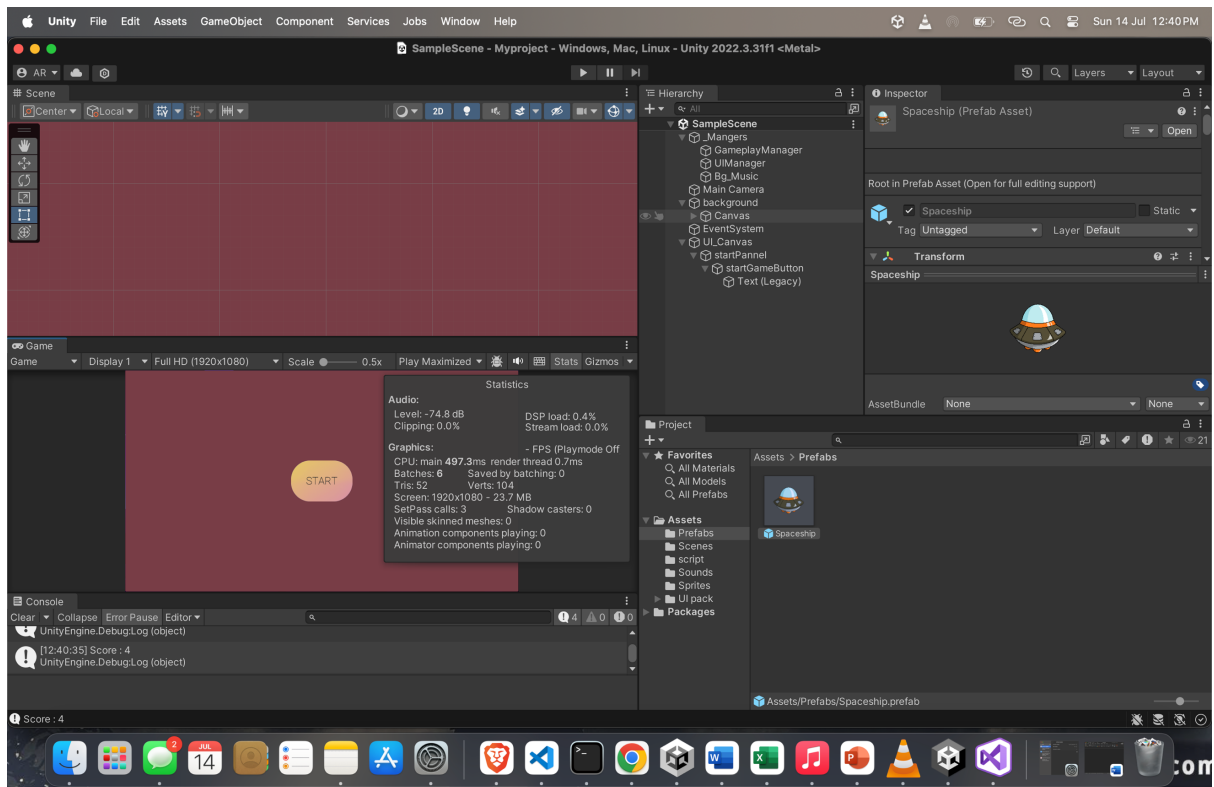 Unity File Edit Assets GameObject Component Services Jobs Window Help Sun 14 Jul 12:40 PM
SampleScene - Myproject - Windows, Mac, Linux - Unity 2022.3.31f1 <Metal>
AR Layers Layout
Scene
Center Local 2D
Game
Game Display 1 Full HD (1920x1080) Scale 0.5x Play Maximized Stats Gizmos
START
Statistics
Audio:
Level: -74.8 dB DSP load: 0.4%
Clipping: 0.0% Stream load: 0.0%
Graphics: - FPS (Playmode Off
CPU: main 497.3ms render thread 0.7ms
Batches: 6 Saved by batching: 0
Tris: 52 Verts: 104
Screen: 1920x1080 - 23.7 MB
SetPass calls: 3 Shadow casters: 0
Visible skinned meshes: 0
Animation components playing: 0
Animator components playing: 0
Console
Clear Collapse Error Pause Editor 4 0 0
UnityEngine.Debug:Log (object)
[12:40:35] Score : 4
UnityEngine.Debug:Log (object)
Score : 4
Hierarchy
All
SampleScene
_Mangers
GameplayManager
UIManager
Bg_Music
Main Camera
background
Canvas
EventSystem
UI_Canvas
startPannel
startGameButton
Text (Legacy)
Inspector
Spaceship (Prefab Asset)
Open
Root in Prefab Asset (Open for full editing support)
Spaceship Static
Tag Untagged Layer Default
Transform
Spaceship
AssetBundle None None
Project
21
Favorites
All Materials
All Models
All Prefabs
Assets
Prefabs
Scenes
script
Sounds
Sprites
UI pack
Packages
Assets > Prefabs
Spaceship
Assets/Prefabs/Spaceship.prefab
2
JUL
14
W X P
com